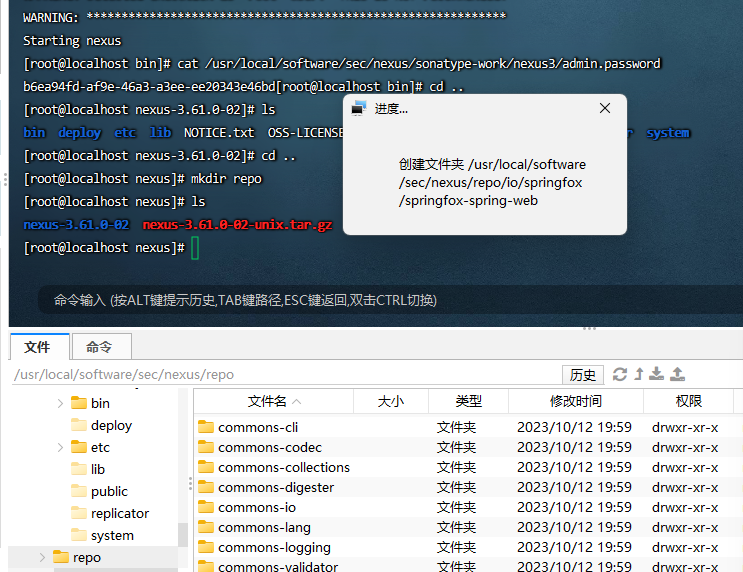 WARNING: ************************************************************
Starting nexus
[root@localhost bin]# cat /usr/local/software/sec/nexus/sonatype-work/nexus3/admin.password
b6ea94fd-af9e-46a3-a3ee-ee20343e46bd[root@localhost bin]# cd ..
[root@localhost nexus-3.61.0-02]# ls
bin deploy etc lib NOTICE.txt OSS-LICENSE system
[root@localhost nexus-3.61.0-02]# cd ..
[root@localhost nexus]# mkdir repo
[root@localhost nexus]# ls
nexus-3.61.0-02 nexus-3.61.0-02-unix.tar.gz
[root@localhost nexus]#
进度...
创建文件夹 /usr/local/software
/sec/nexus/repo/io/springfox
/springfox-spring-web
命令输入 (按ALT键提示历史,TAB键路径,ESC键返回,双击CTRL切换)
文件 命令
/usr/local/software/sec/nexus/repo 历史
bin
deploy
etc
lib
public
replicator
system
repo
文件名 大小 类型 修改时间 权限
commons-cli 文件夹 2023/10/12 19:59 drwxr-xr-x
commons-codec 文件夹 2023/10/12 19:59 drwxr-xr-x
commons-collections 文件夹 2023/10/12 19:59 drwxr-xr-x
commons-digester 文件夹 2023/10/12 19:59 drwxr-xr-x
commons-io 文件夹 2023/10/12 19:59 drwxr-xr-x
commons-lang 文件夹 2023/10/12 19:59 drwxr-xr-x
commons-logging 文件夹 2023/10/12 19:59 drwxr-xr-x
commons-validator 文件夹 2023/10/12 19:59 drwxr-xr-x